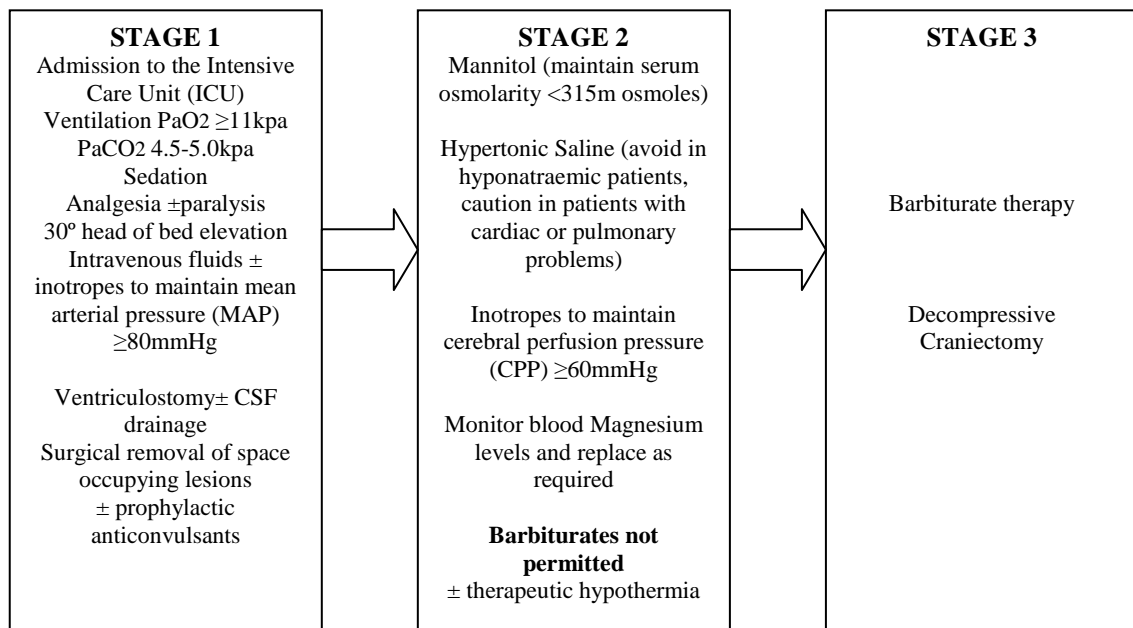 STAGE 1
Admission to the Intensive
Care Unit (ICU)
Ventilation PaO2 ≥11kpa
PaCO2 4.5-5.0kpa
Sedation
Analgesia ±paralysis
30º head of bed elevation
Intravenous fluids ±
inotropes to maintain mean
arterial pressure (MAP)
≥80mmHg
Ventriculostomy± CSF
drainage
Surgical removal of space
occupying lesions
± prophylactic
anticonvulsants
STAGE 2
Mannitol (maintain serum
osmolarity <315m osmoles)
Hypertonic Saline (avoid in
hyponatraemic patients,
caution in patients with
cardiac or pulmonary
problems)
Inotropes to maintain
cerebral perfusion pressure
(CPP) ≥60mmHg
Monitor blood Magnesium
levels and replace as
required
Barbiturates not
permitted
± therapeutic hypothermia
STAGE 3
Barbiturate therapy
Decompressive
Craniectomy